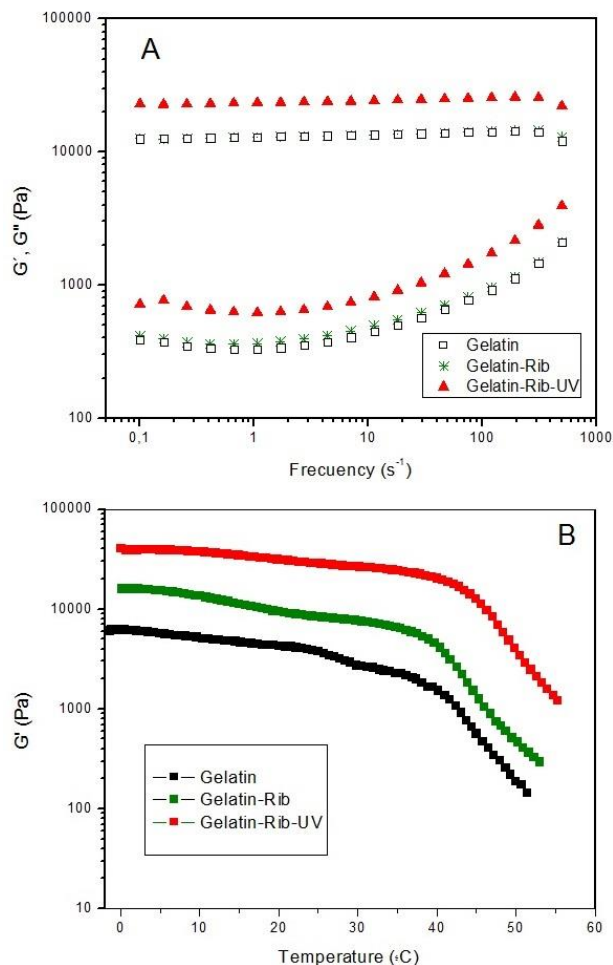 A
100000
10000
1000
100
G´, G" (Pa)
Gelatin
Gelatin-Rib
Gelatin-Rib-UV
0,1
1
10
100
1000
Frecuency (s⁻¹)
B
100000
10000
1000
100
10
G' (Pa)
Gelatin
Gelatin-Rib
Gelatin-Rib-UV
0
10
20
30
40
50
60
Temperature (◦C)